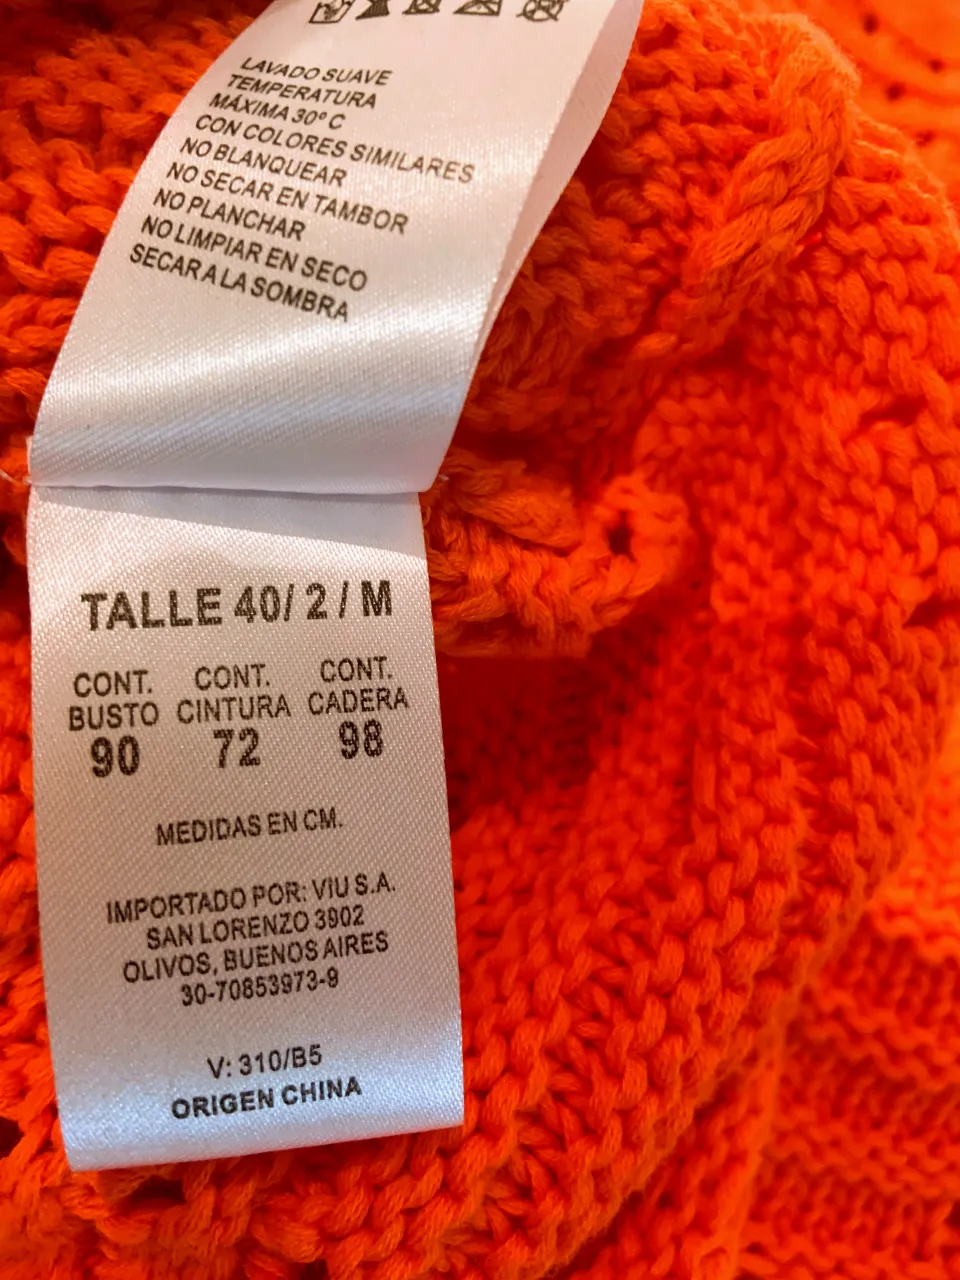 LAVADO SUAVE
TEMPERATURA
MÁXIMA 30º C
CON COLORES SIMILARES
NO BLANQUEAR
NO SECAR EN TAMBOR
NO PLANCHAR
NO LIMPIAR EN SECO
SECAR A LA SOMBRA
TALLE 40/ 2 / M
CONT. CONT. CONT.
BUSTO CINTURA CADERA
90 72 98
MEDIDAS EN CM.
IMPORTADO POR: VIU S.A.
SAN LORENZO 3902
OLIVOS, BUENOS AIRES
30-70853973-9
V: 310/B5
ORIGEN CHINA